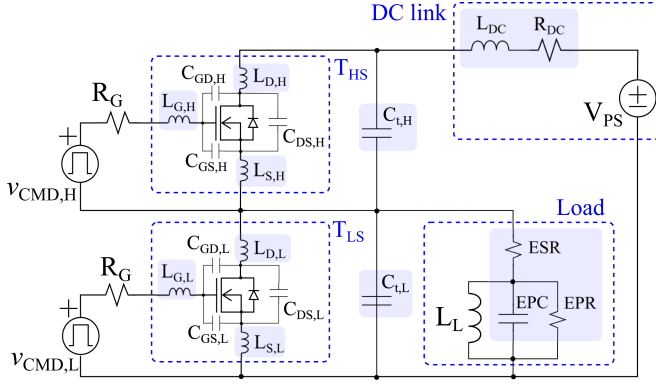 DC link
L_DC R_DC
V_PS
T_HS
C_GD,H
L_D,H
L_G,H
R_G
C_DS,H
C_GS,H
L_S,H
C_t,H
v_CMD,H
Load
T_LS
C_GD,L
L_D,L
L_G,L
R_G
C_DS,L
C_GS,L
L_S,L
C_t,L
v_CMD,L
ESR
L_L
EPC
EPR